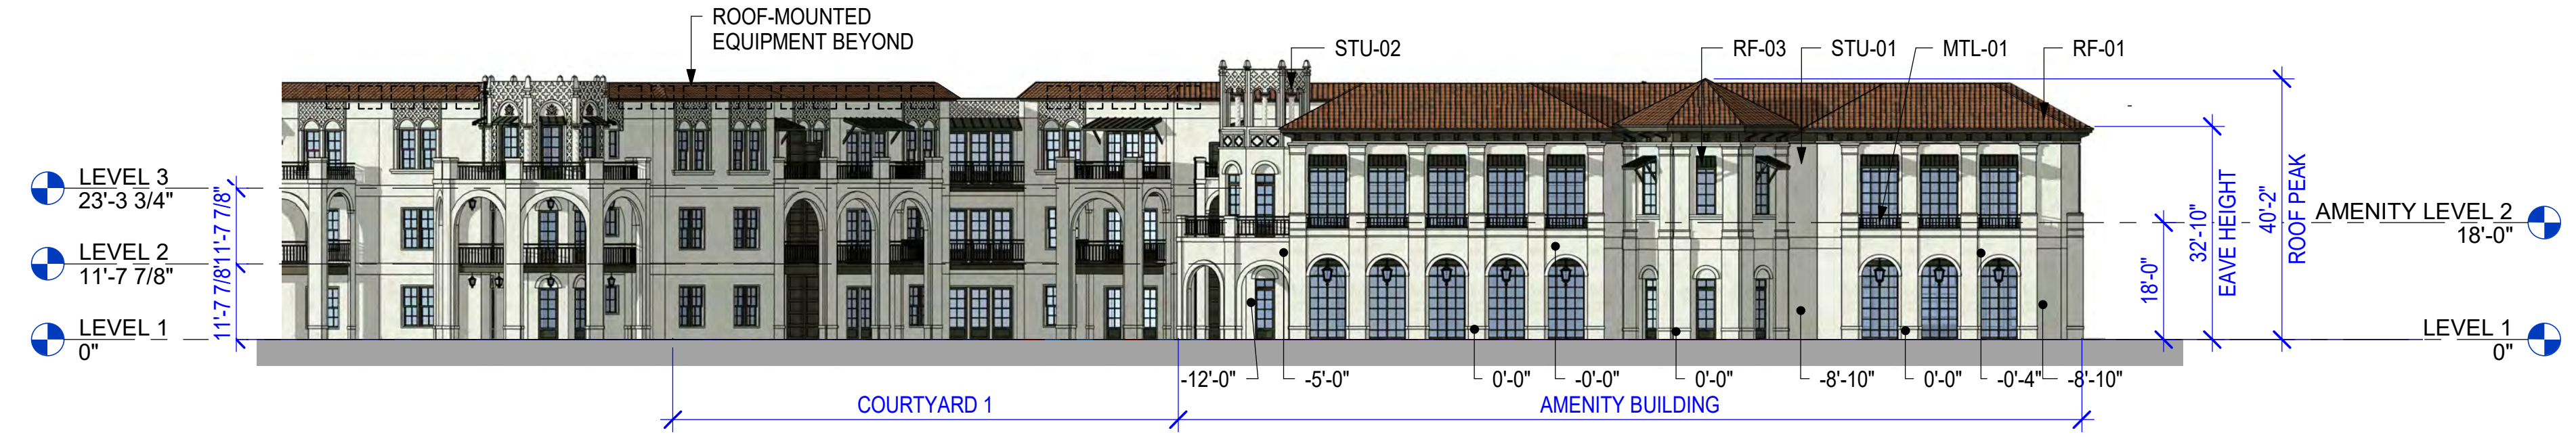 ROOF-MOUNTED
EQUIPMENT BEYOND
STU-02
RF-03
STU-01
MTL-01
RF-01
LEVEL 3
23'-3 3/4"
LEVEL 2
11'-7 7/8"
LEVEL 1
0"
11'-7 7/8"
11'-7 7/8"
18'-0"
32'-10"
EAVE HEIGHT
40'-2"
ROOF PEAK
AMENITY LEVEL 2
18'-0"
LEVEL 1
0"
-12'-0"
-5'-0"
0'-0"
-0'-0"
0'-0"
-8'-10"
0'-0"
-0'-4"
-8'-10"
COURTYARD 1
AMENITY BUILDING